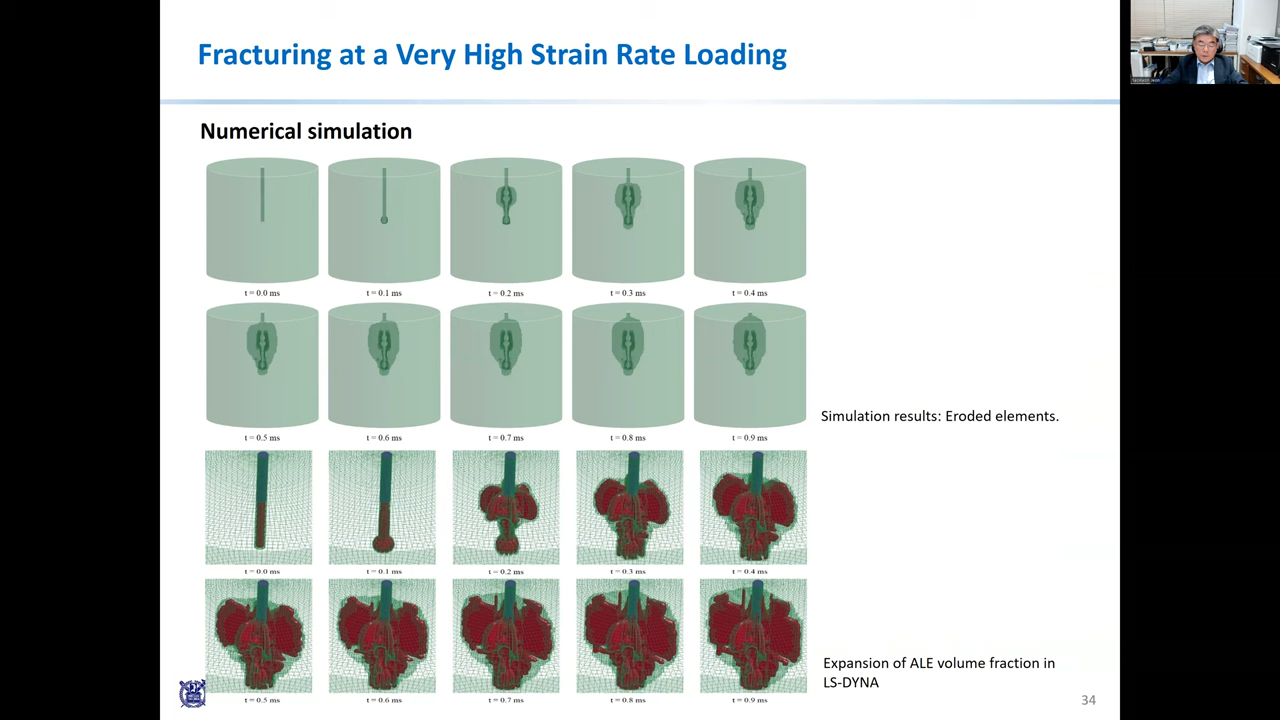 Fracturing at a Very High Strain Rate Loading
Numerical simulation
t = 0.0 ms
t = 0.1 ms
t = 0.2 ms
t = 0.3 ms
t = 0.4 ms
t = 0.5 ms
t = 0.6 ms
t = 0.7 ms
t = 0.8 ms
t = 0.9 ms
Simulation results: Eroded elements.
t = 0.0 ms
t = 0.1 ms
t = 0.2 ms
t = 0.3 ms
t = 0.4 ms
t = 0.5 ms
t = 0.6 ms
t = 0.7 ms
t = 0.8 ms
t = 0.9 ms
Expansion of ALE volume fraction in
LS-DYNA
34